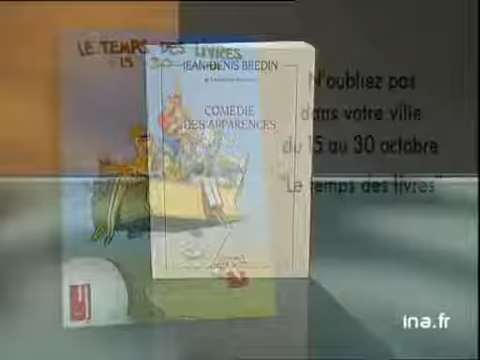 LE TEMPS DES LIVRES
15 - 30
JEAN-DENIS BREDIN
COMÉDIE
DES APPARENCES
N'oubliez pas
dans votre ville
du 15 au 30 octobre
"Le temps des livres"
ina.fr